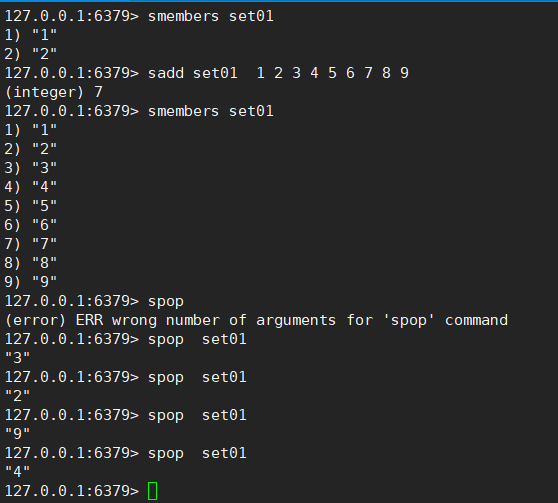 127.0.0.1:6379> smembers set01
1) "1"
2) "2"
127.0.0.1:6379> sadd set01  1 2 3 4 5 6 7 8 9
(integer) 7
127.0.0.1:6379> smembers set01
1) "1"
2) "2"
3) "3"
4) "4"
5) "5"
6) "6"
7) "7"
8) "8"
9) "9"
127.0.0.1:6379> spop
(error) ERR wrong number of arguments for 'spop' command
127.0.0.1:6379> spop  set01
"3"
127.0.0.1:6379> spop  set01
"2"
127.0.0.1:6379> spop  set01
"9"
127.0.0.1:6379> spop  set01
"4"
127.0.0.1:6379>